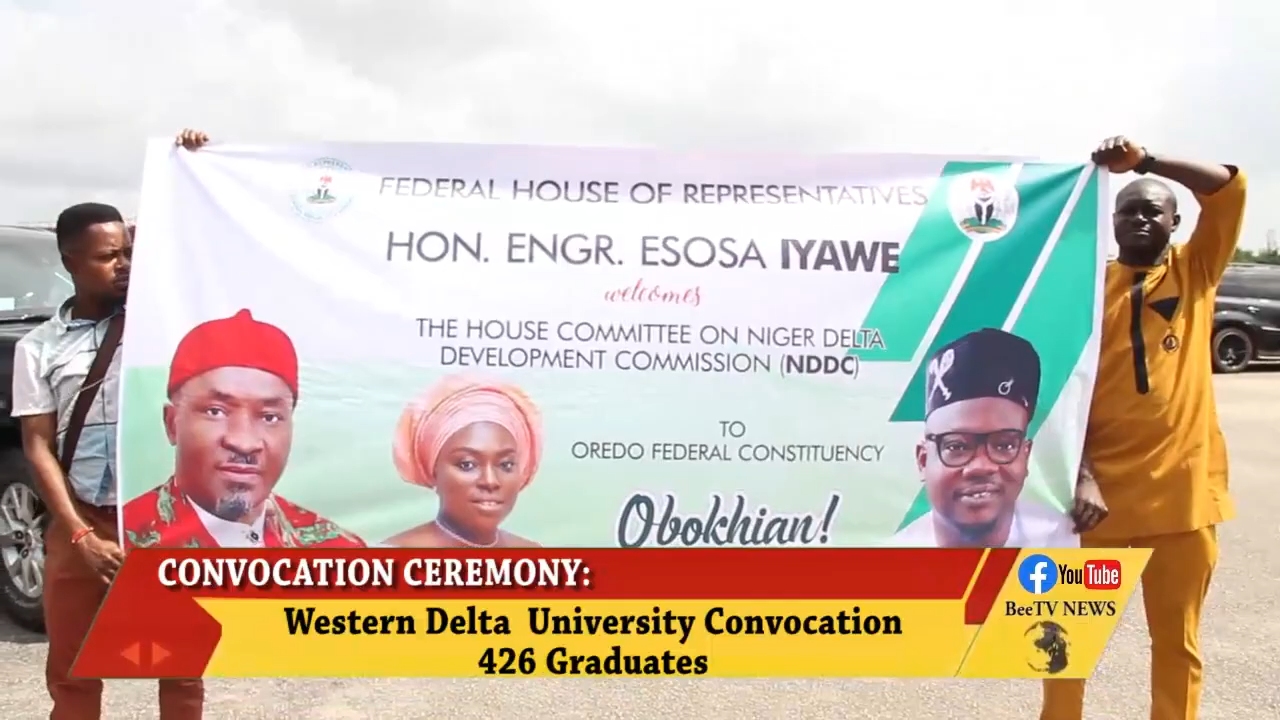 FEDERAL HOUSE OF REPRESENTATIVES
HON. ENGR. ESOSA IYAWE
welcomes
THE HOUSE COMMITTEE ON NIGER DELTA
DEVELOPMENT COMMISSION (NDDC)
TO
OREDO FEDERAL CONSTITUENCY
Obokhian!
CONVOCATION CEREMONY:
Western Delta University Convocation
426 Graduates
YouTube
BeeTV NEWS